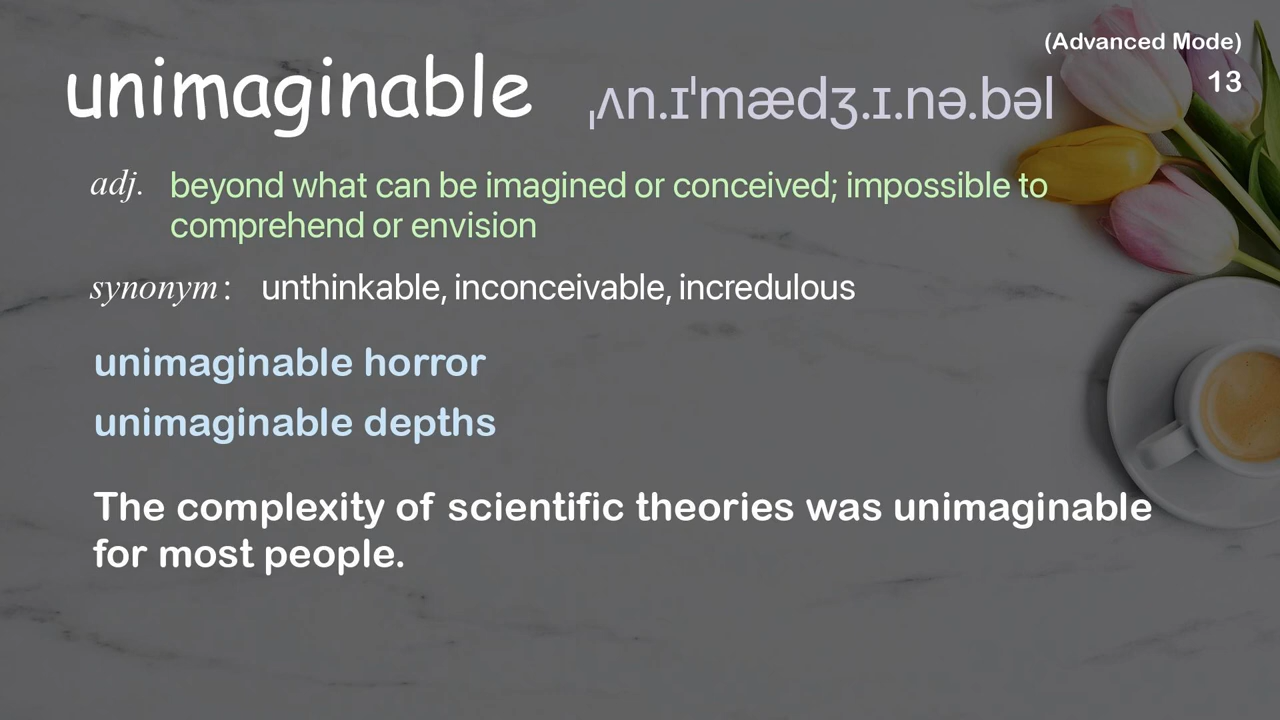 (Advanced Mode)
13
unimaginable ˌʌn.ɪˈmædʒ.ɪ.nə.bəl
adj. beyond what can be imagined or conceived; impossible to
comprehend or envision
synonym: unthinkable, inconceivable, incredulous
unimaginable horror
unimaginable depths
The complexity of scientific theories was unimaginable
for most people.